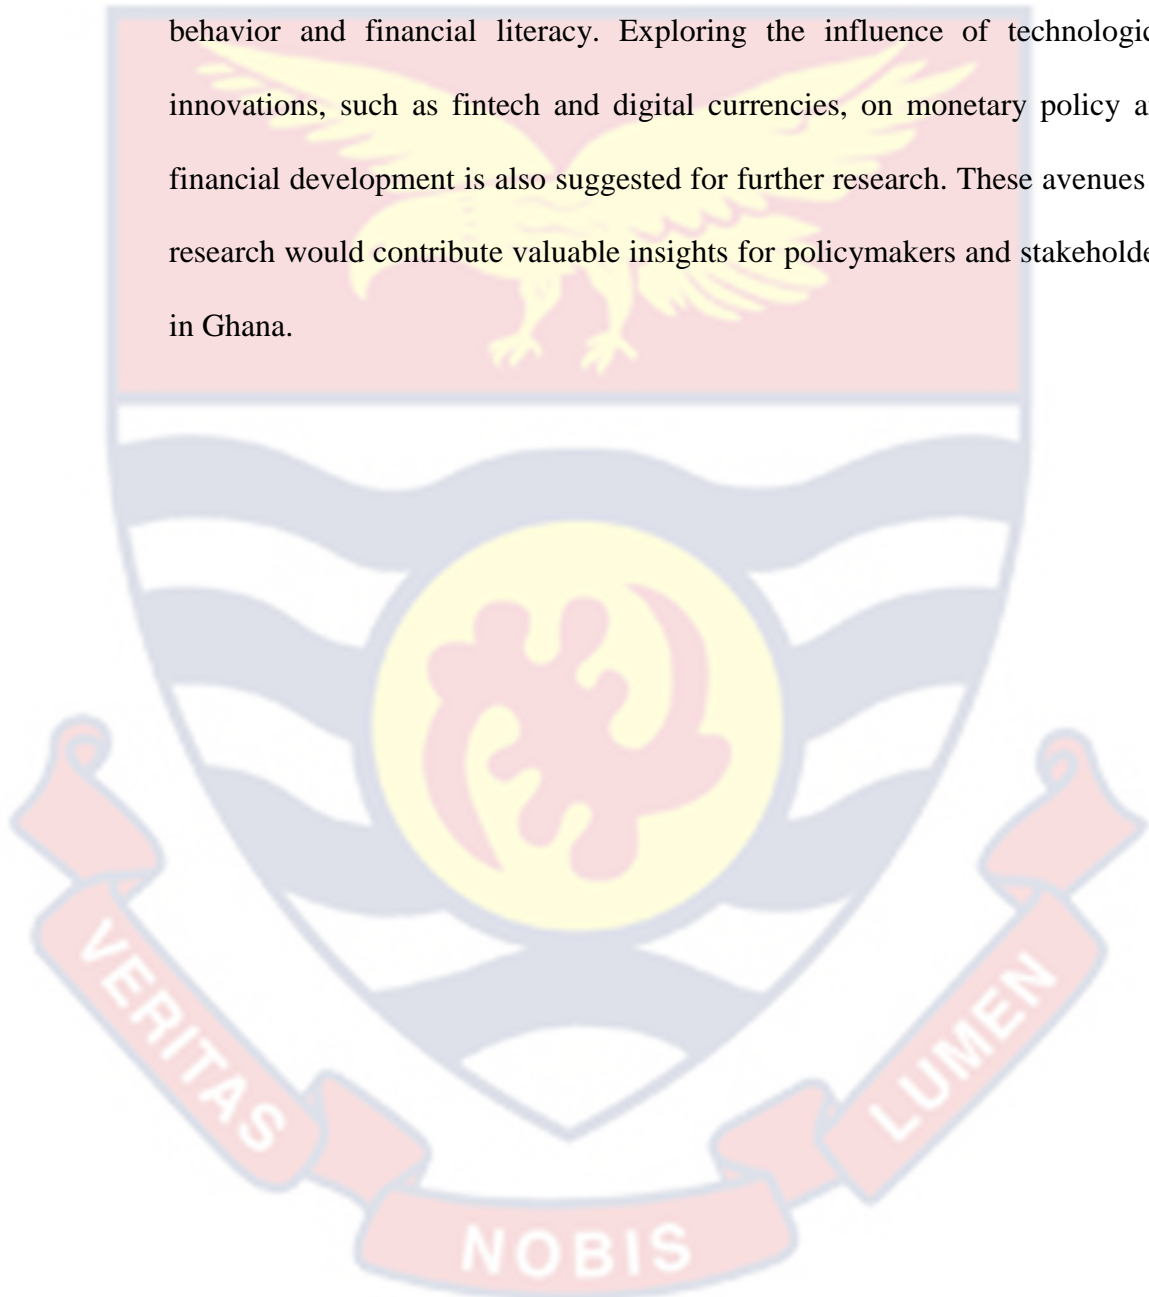 behavior and financial literacy. Exploring the influence of technologic
innovations, such as fintech and digital currencies, on monetary policy a
financial development is also suggested for further research. These avenues
research would contribute valuable insights for policymakers and stakeholde
in Ghana.
VERITAS
NOBIS
LUMEN